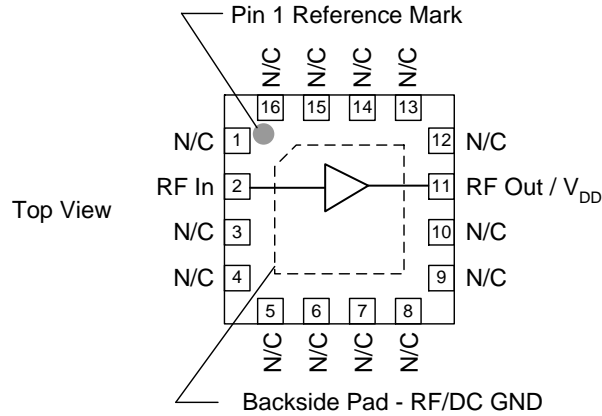 Pin 1 Reference Mark
N/C N/C N/C N/C
16 15 14 13
N/C 1 12 N/C
RF In 2 11 RF Out / VDD
Top View
N/C 3 10 N/C
N/C 4 9 N/C
5 6 7 8
N/C N/C N/C N/C
Backside Pad - RF/DC GND